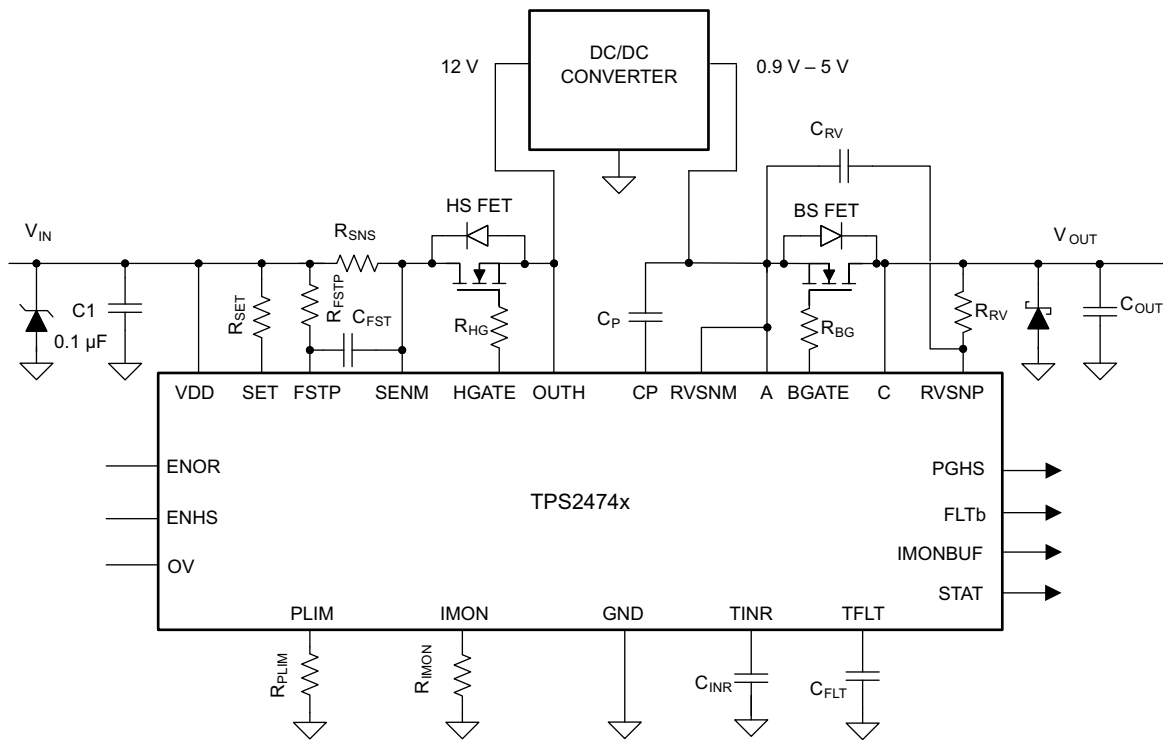 DC/DC
CONVERTER
12 V
0.9 V – 5 V
C_RV
HS FET
BS FET
V_IN
R_SNS
V_OUT
C1
0.1 µF
R_SET
R_FSTP
C_FST
R_HG
C_P
R_BG
R_RV
C_OUT
VDD SET FSTP SENM HGATE OUTH CP RVSNM A BGATE C RVSNP
ENOR
ENHS
OV
TPS2474x
PGHS
FLTb
IMONBUF
STAT
PLIM IMON GND TINR TFLT
R_PLIM
R_IMON
C_INR
C_FLT